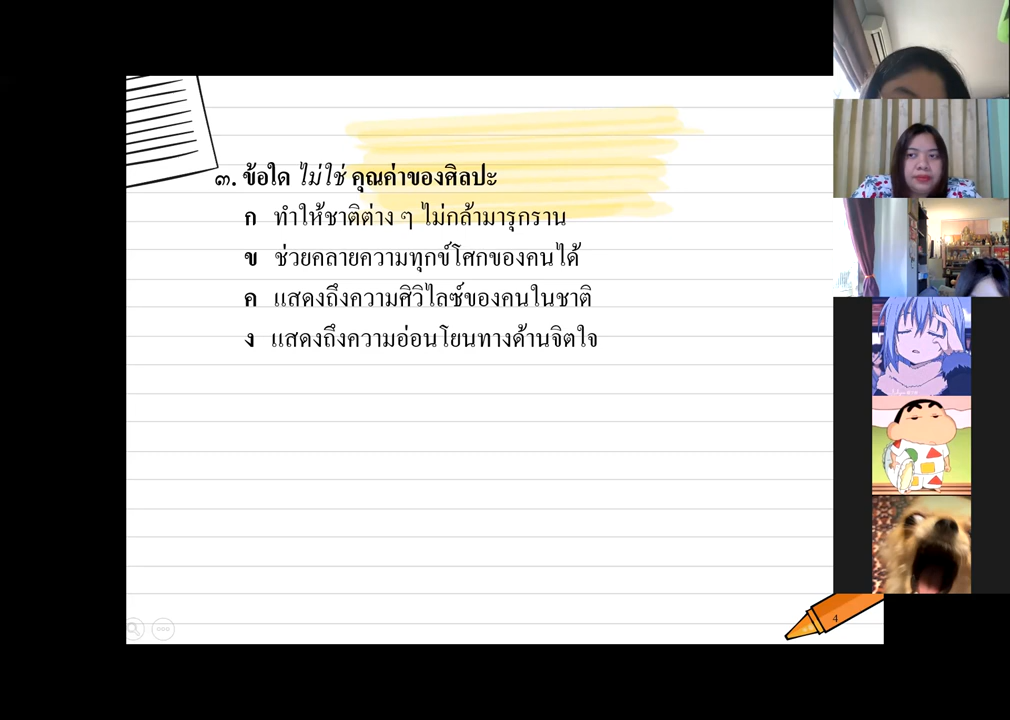 ๓. ข้อใด ไม่ใช่ คุณค่าของศิลปะ
ก ทำให้ชาติต่าง ๆ ไม่กล้ามารุกราน
ข ช่วยคลายความทุกข์โศกของคนได้
ค แสดงถึงความศิวิไลซ์ของคนในชาติ
ง แสดงถึงความอ่อนโยนทางด้านจิตใจ
4